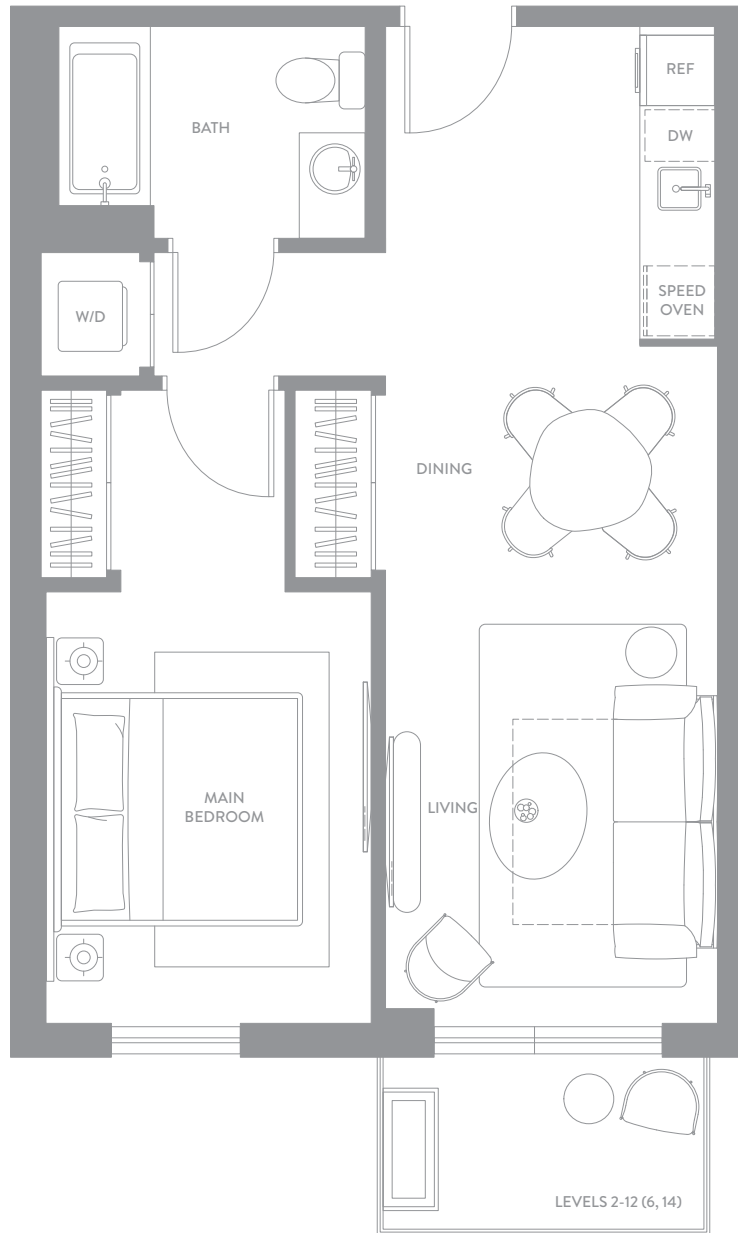 REF
BATH
DW
SPEED
OVEN
W/D
DINING
MAIN
BEDROOM
LIVING
LEVELS 2-12 (6, 14)